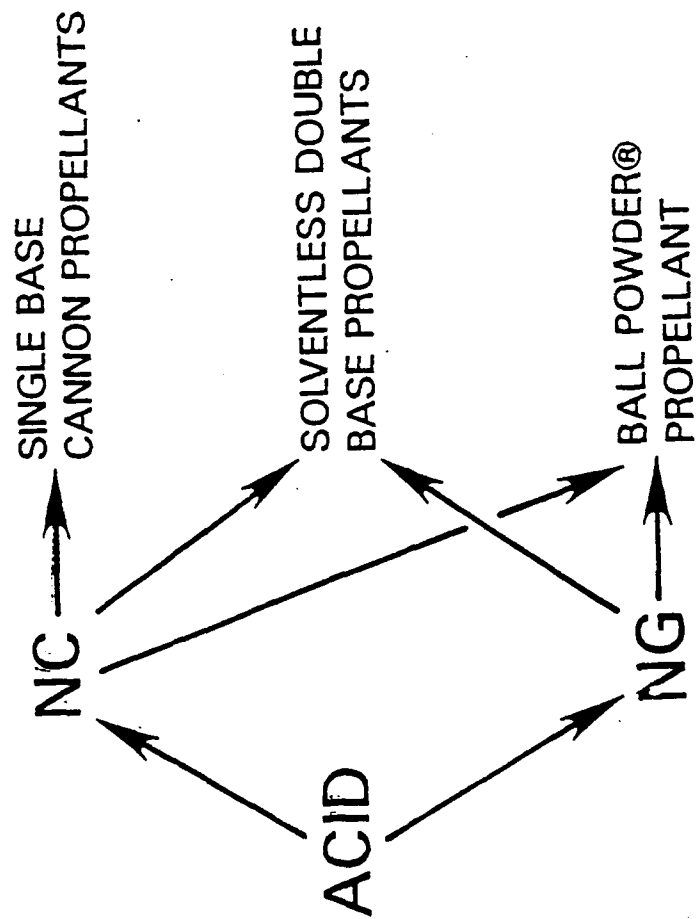 ACID
NC
NG
SINGLE BASE
CANNON PROPELLANTS
SOLVENTLESS DOUBLE
BASE PROPELLANTS
BALL POWDER®
PROPELLANT